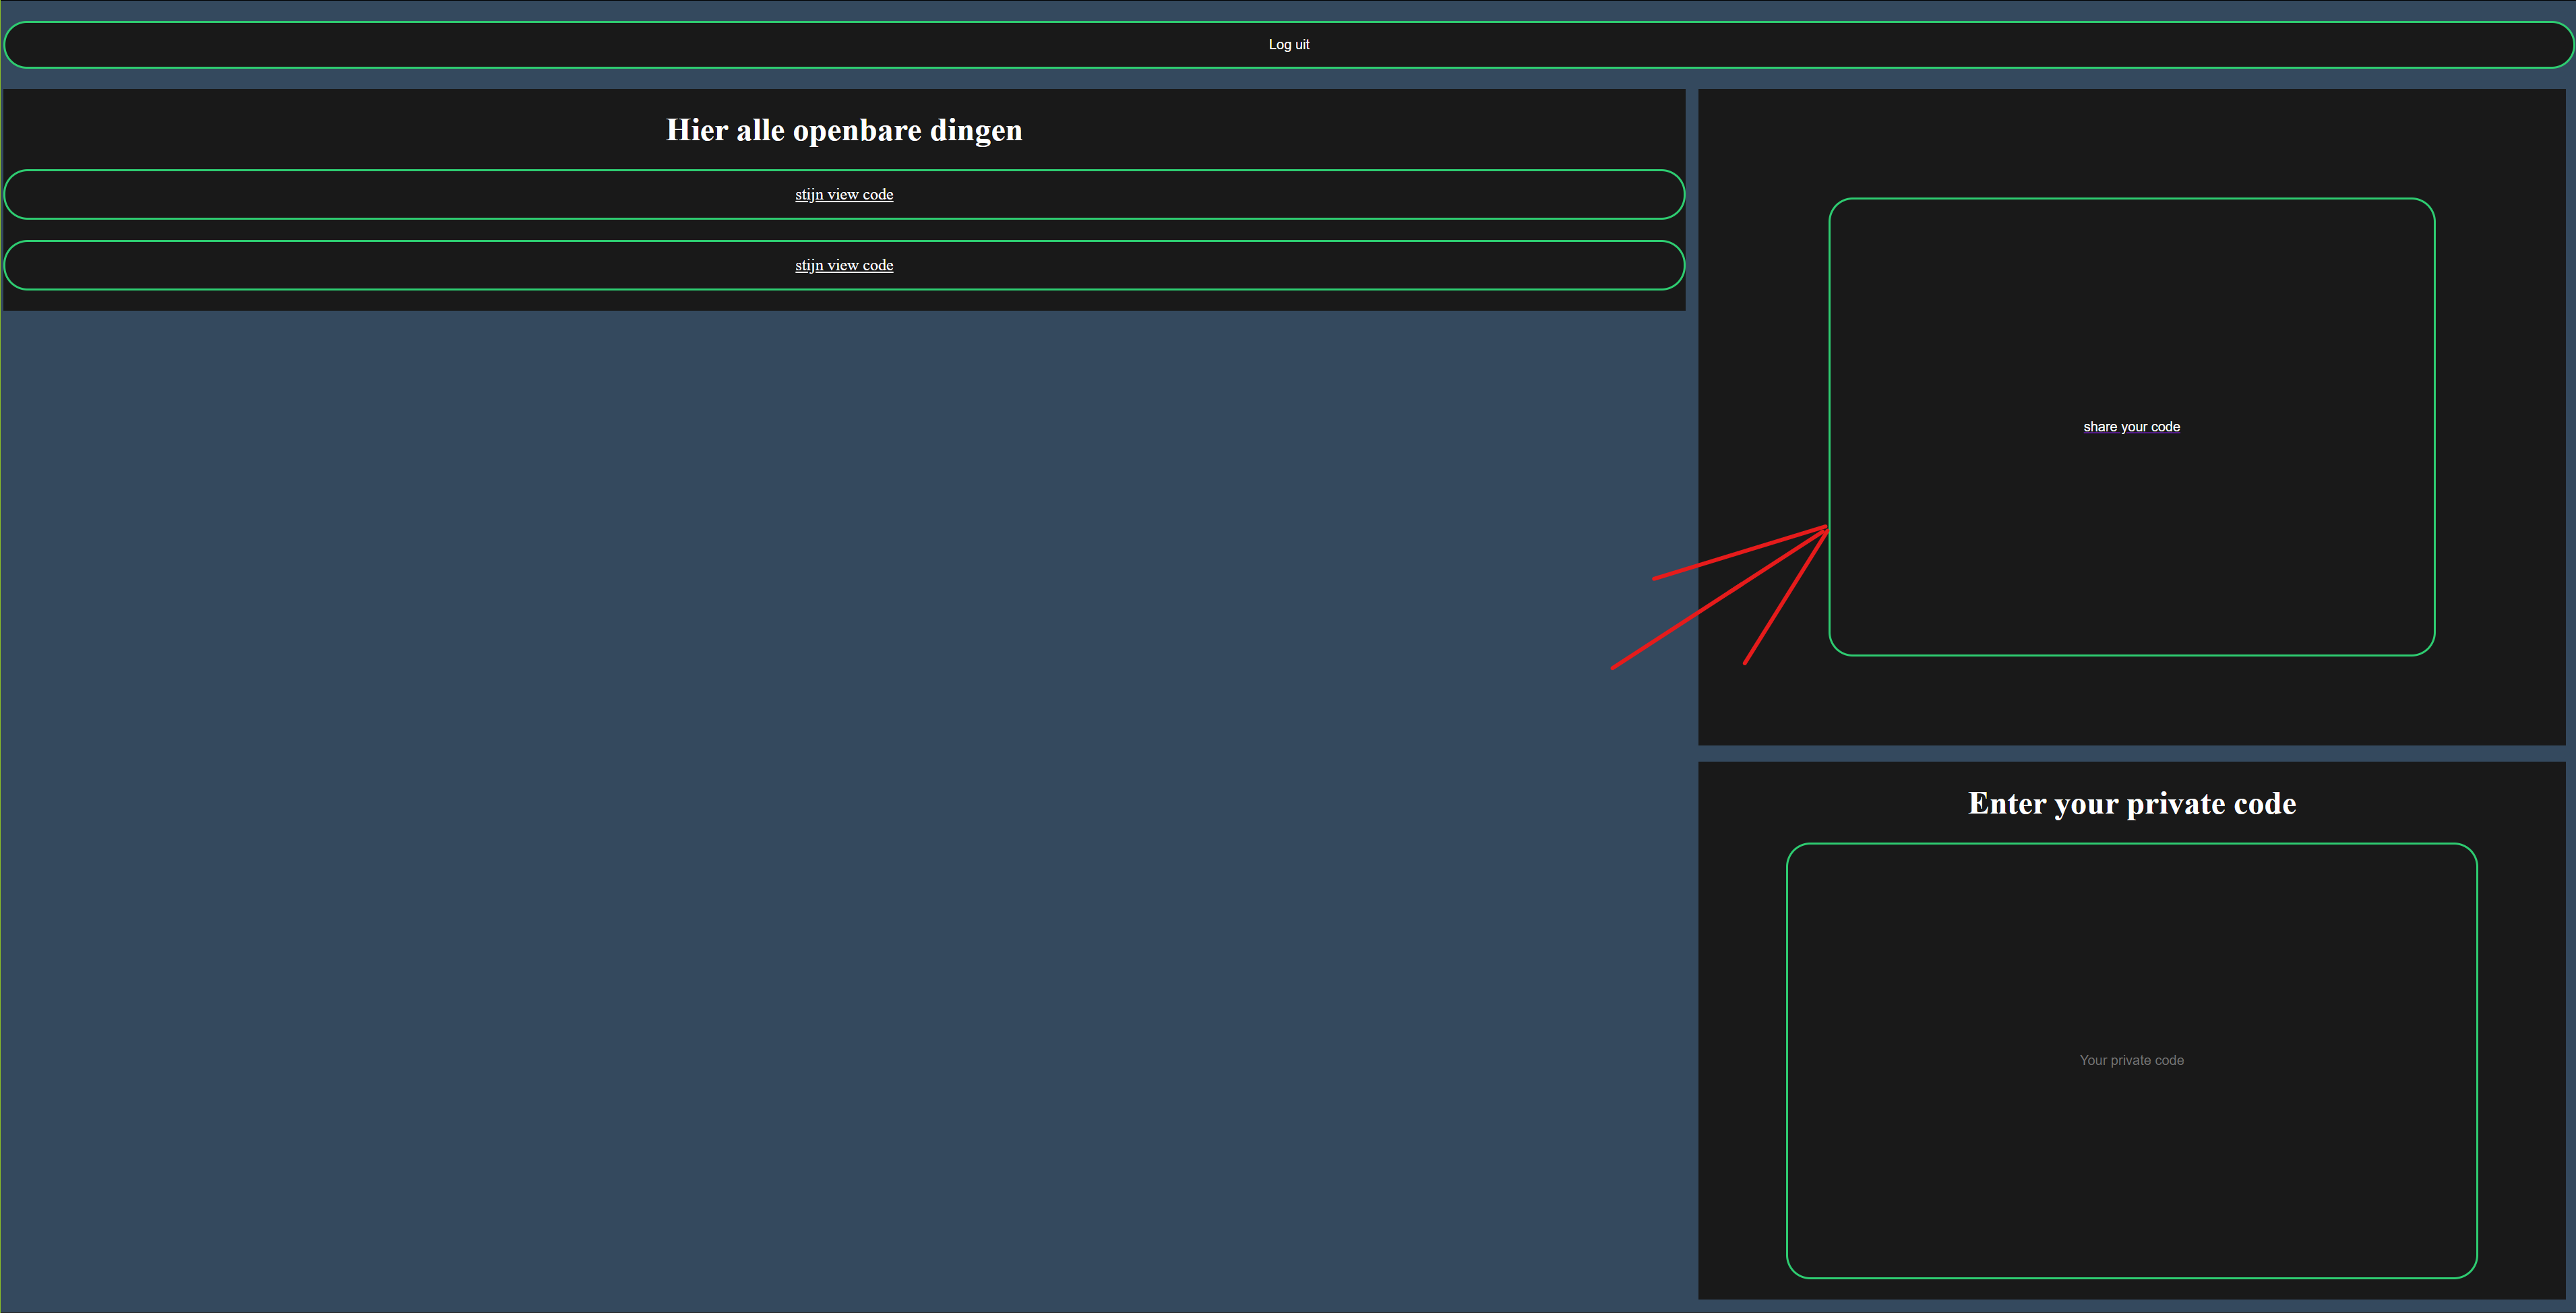 Log uit
Hier alle openbare dingen
stijn view code
stijn view code
share your code
Enter your private code
Your private code